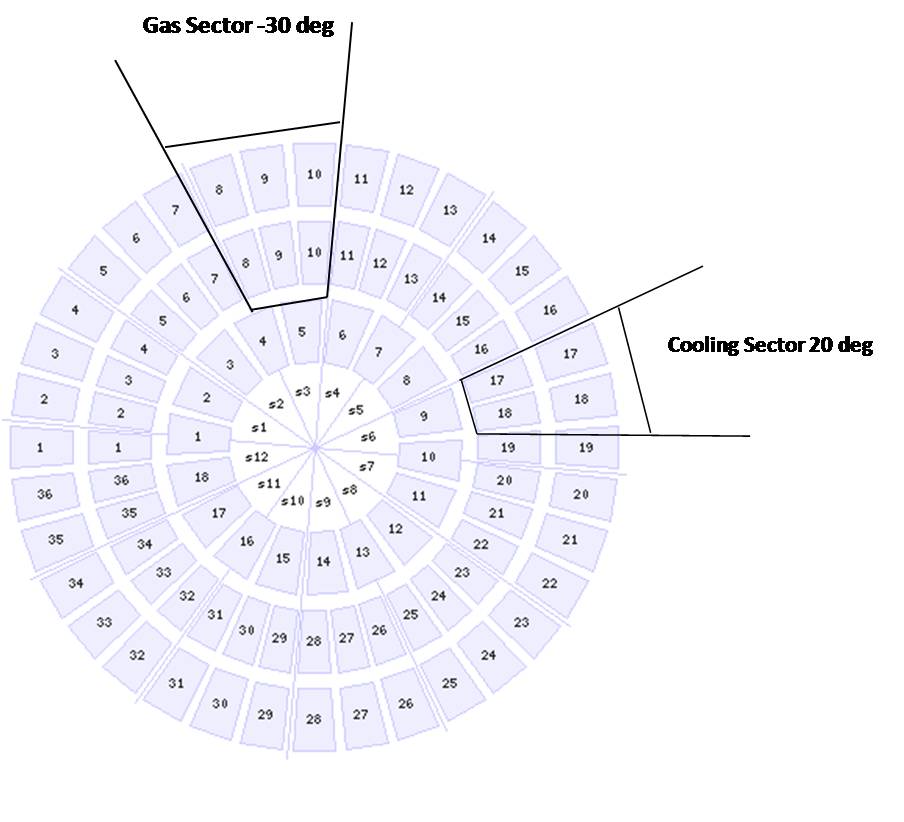 Gas Sector -30 deg
Cooling Sector 20 deg
1 2 3 4 5 6 7 8 9 10 11 12 13 14 15 16 17 18 19 20 21 22 23 24 25 26 27 28 29 30 31 32 33 34 35 36
1 2 3 4 5 6 7 8 9 10 11 12 13 14 15 16 17 18 19 20 21 22 23 24 25 26 27 28 29 30 31 32 33 34 35 36
1 2 3 4 5 6 7 8 9 10 11 12 13 14 15 16 17 18
s1 s2 s3 s4 s5 s6 s7 s8 s9 s10 s11 s12